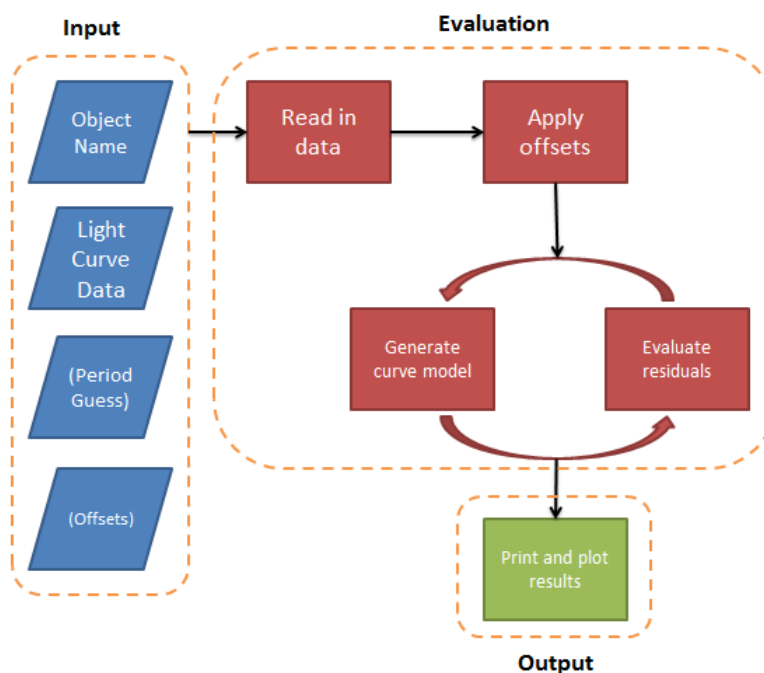 Input
Object
Name
Light
Curve
Data
(Period
Guess)
(Offsets)
Evaluation
Read in
data
Apply
offsets
Generate
curve model
Evaluate
residuals
Print and plot
results
Output